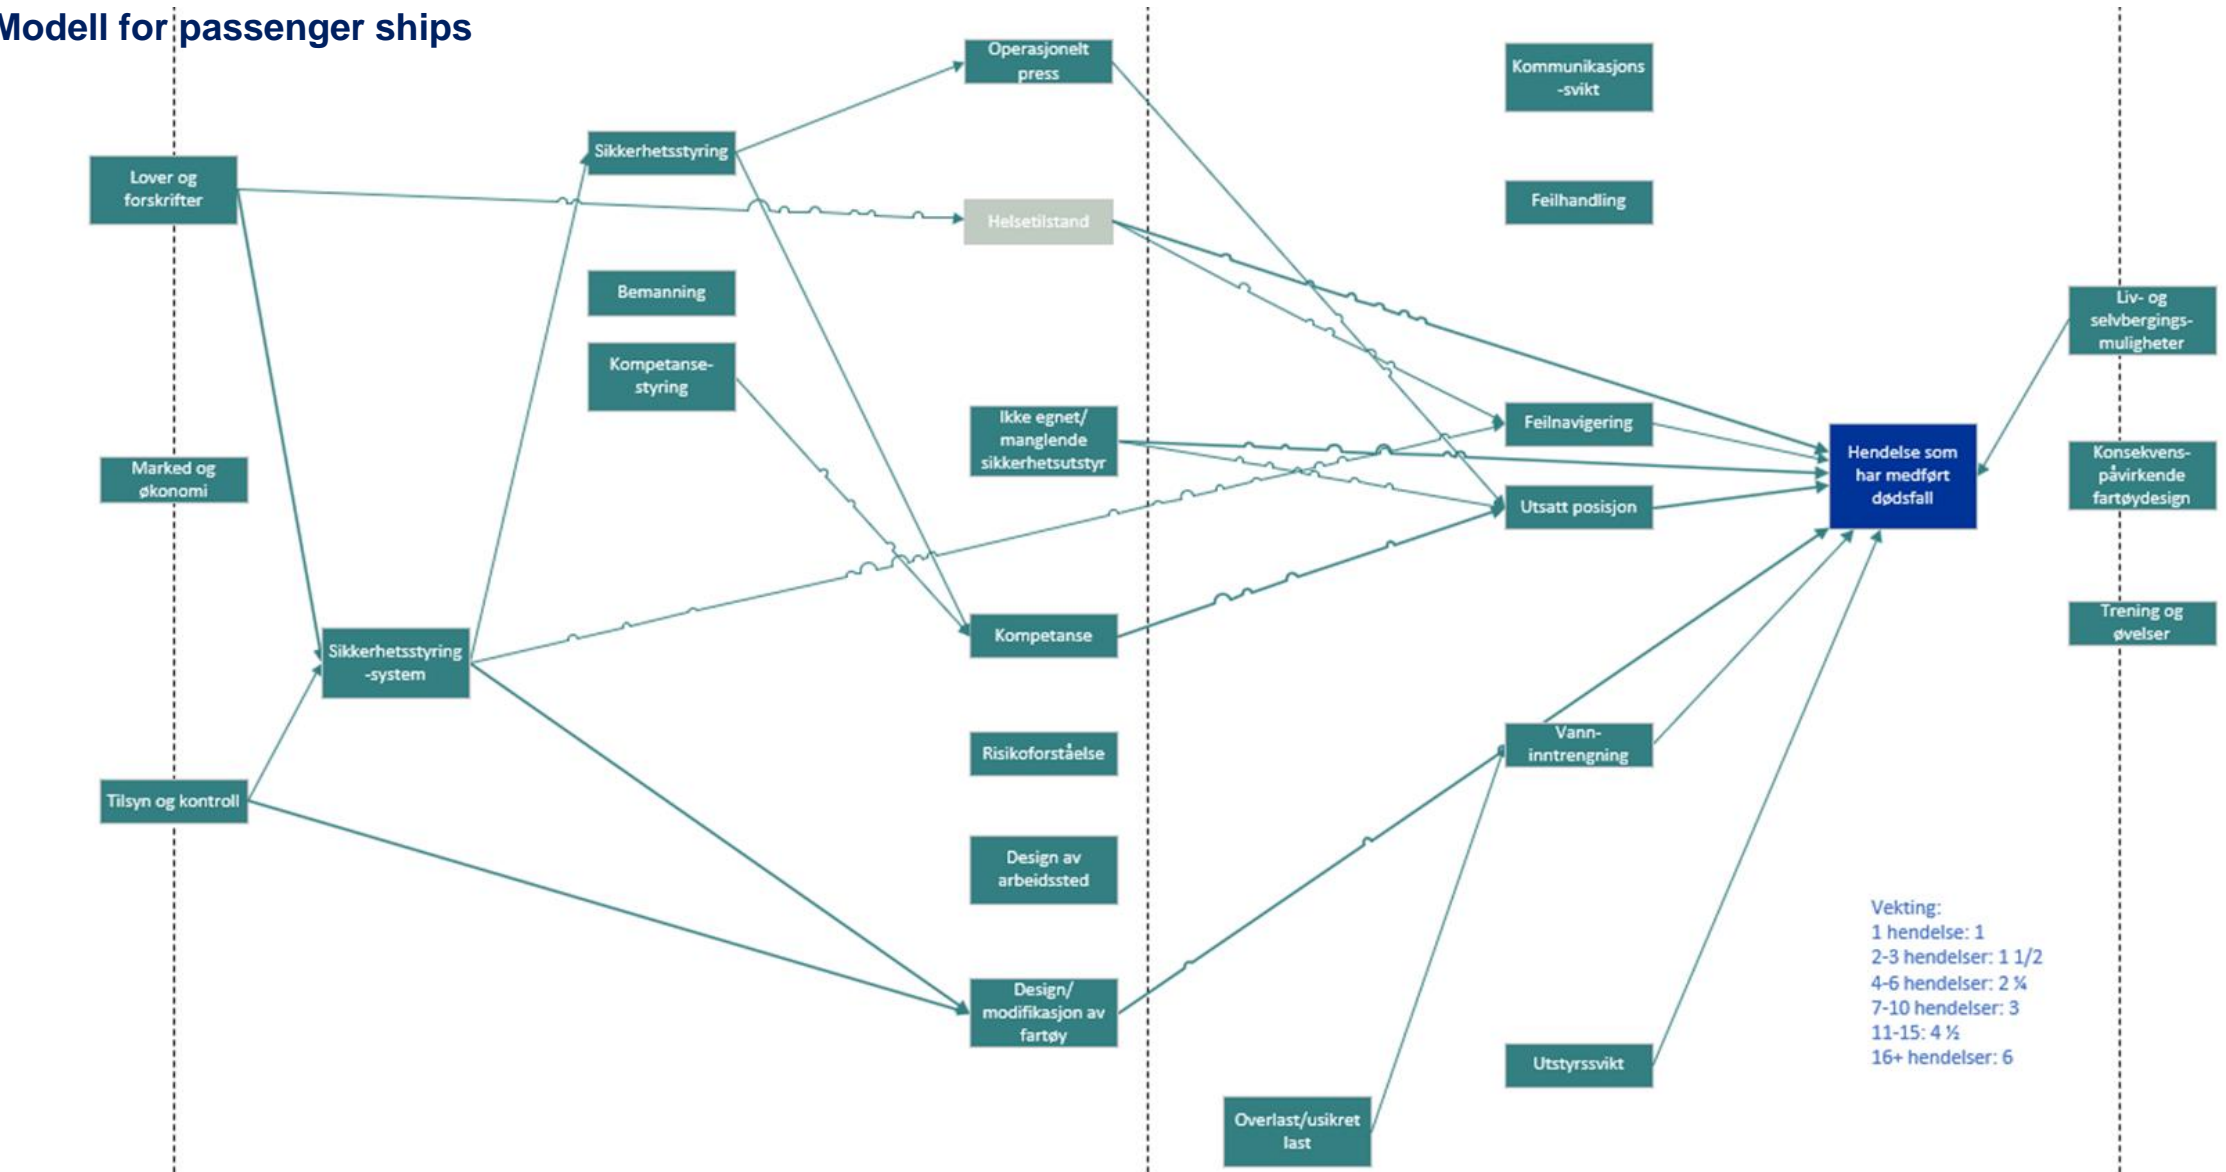 Modell for passenger ships
Operasjonelt
press
Kommunikasjons
-svikt
Sikkerhetsstyring
Lover og
forskrifter
Helsetilstand
Feilhandling
Bemanning
Liv- og
selvbergings-
muligheter
Kompetanse-
styring
Ikke egnet/
manglende
sikkerhetsutstyr
Feilnavigering
Hendelse som
har medført
dødsfall
Konsekvens-
påvirkende
fartøydesign
Marked og
økonomi
Utsatt posisjon
Trening og
øvelser
Kompetanse
Sikkerhetsstyring
-system
Risikoforståelse
Vann-
inntrengning
Tilsyn og kontroll
Design av
arbeidssted
Vekting:
1 hendelse: 1
2-3 hendelser: 1 1/2
4-6 hendelser: 2 ¼
7-10 hendelser: 3
11-15: 4 ½
16+ hendelser: 6
Design/
modifikasjon av
fartøy
Utstyrssvikt
Overlast/usikret
last